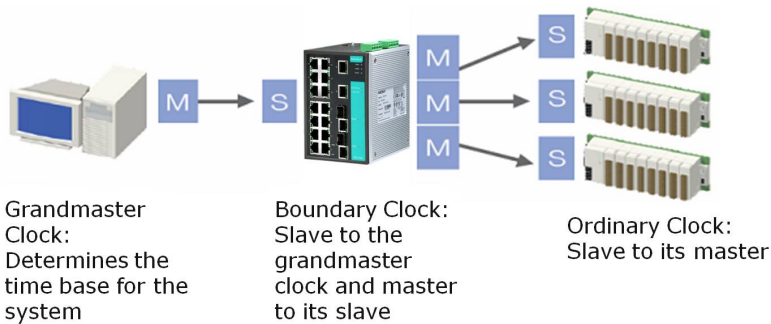 M
S
M
M
M
S
S
S
Grandmaster
Clock:
Determines the
time base for the
system
Boundary Clock:
Slave to the
grandmaster
clock and master
to its slave
Ordinary Clock:
Slave to its master